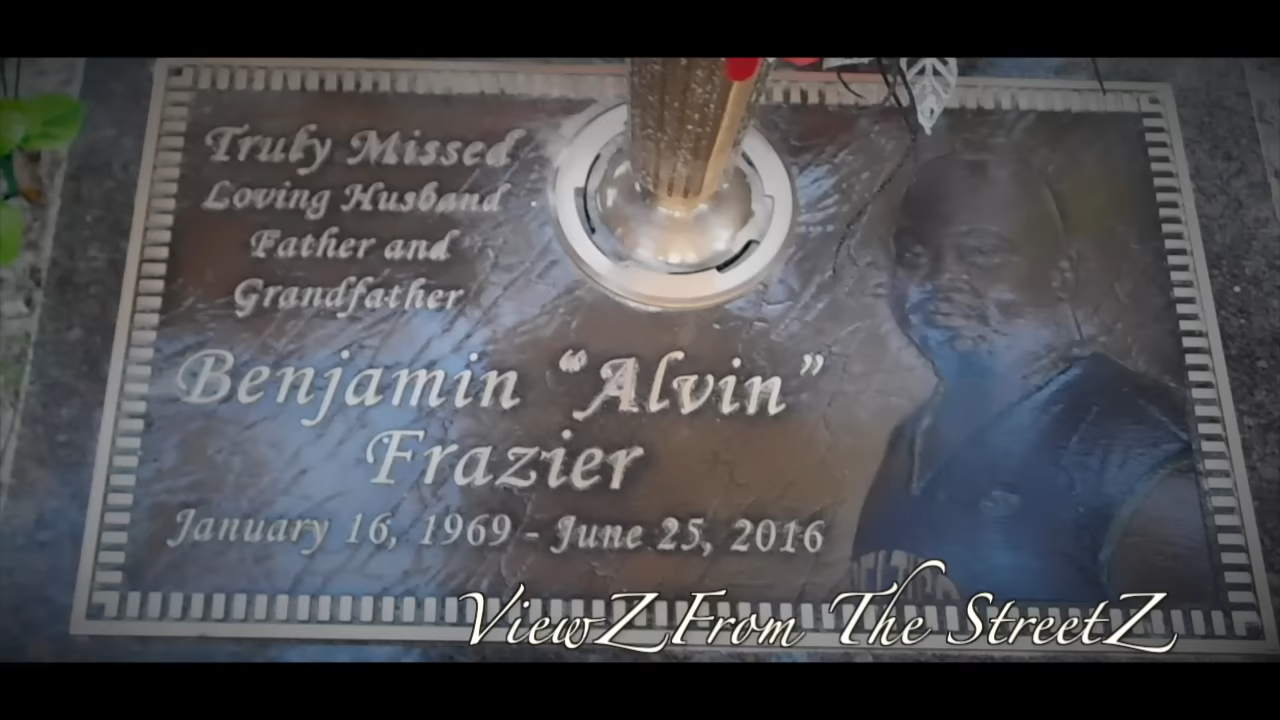 Truly Missed
Loving Husband
Father and
Grandfather
Benjamin “Alvin”
Frazier
January 16, 1969 - June 25, 2016
ViewZ From The StreetZ